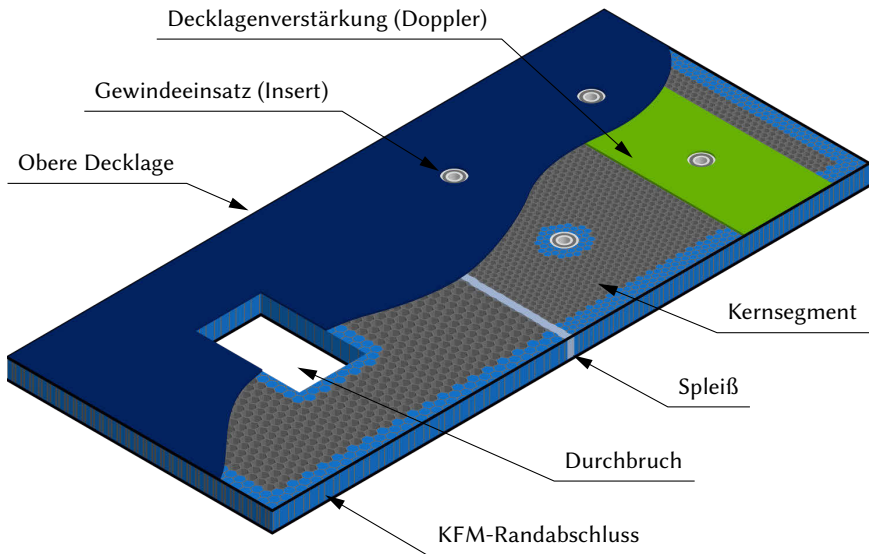 Decklagenverstärkung (Doppler)
Gewindeeinsatz (Insert)
Obere Decklage
Kernsegment
Spleiß
Durchbruch
KFM-Randabschluss